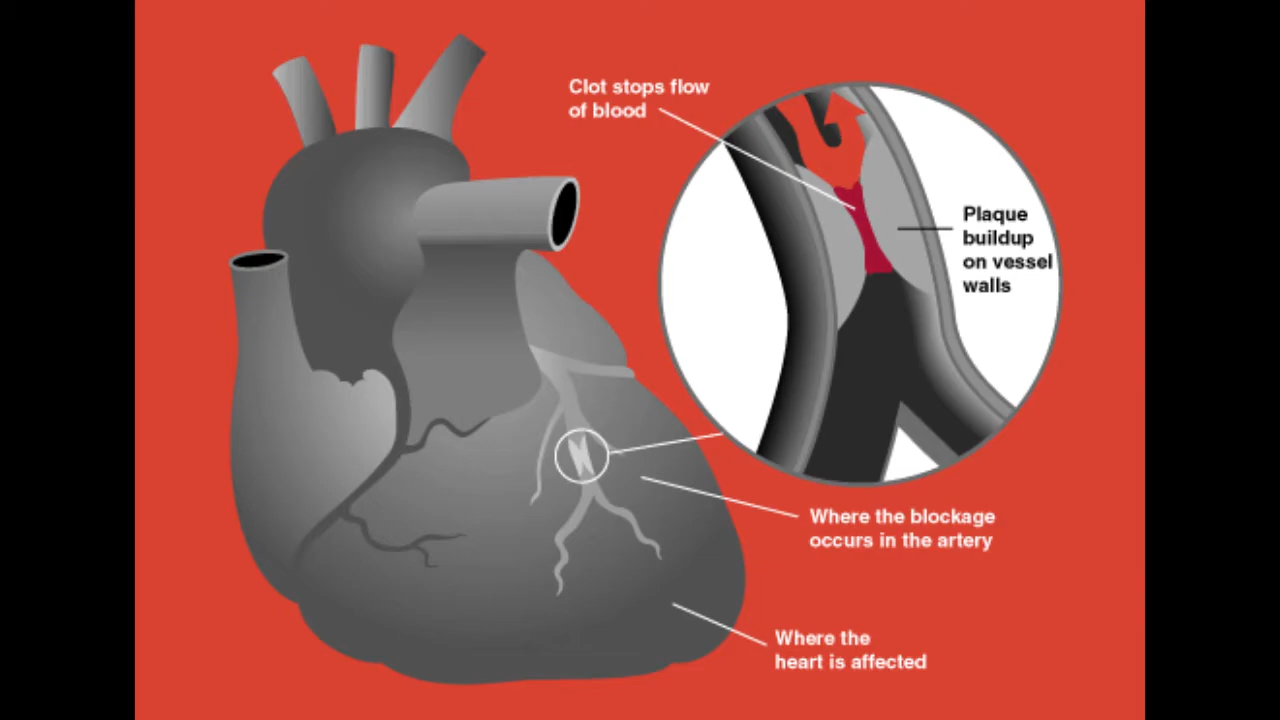 Clot stops flow
of blood
Plaque
buildup
on vessel
walls
Where the blockage
occurs in the artery
Where the
heart is affected